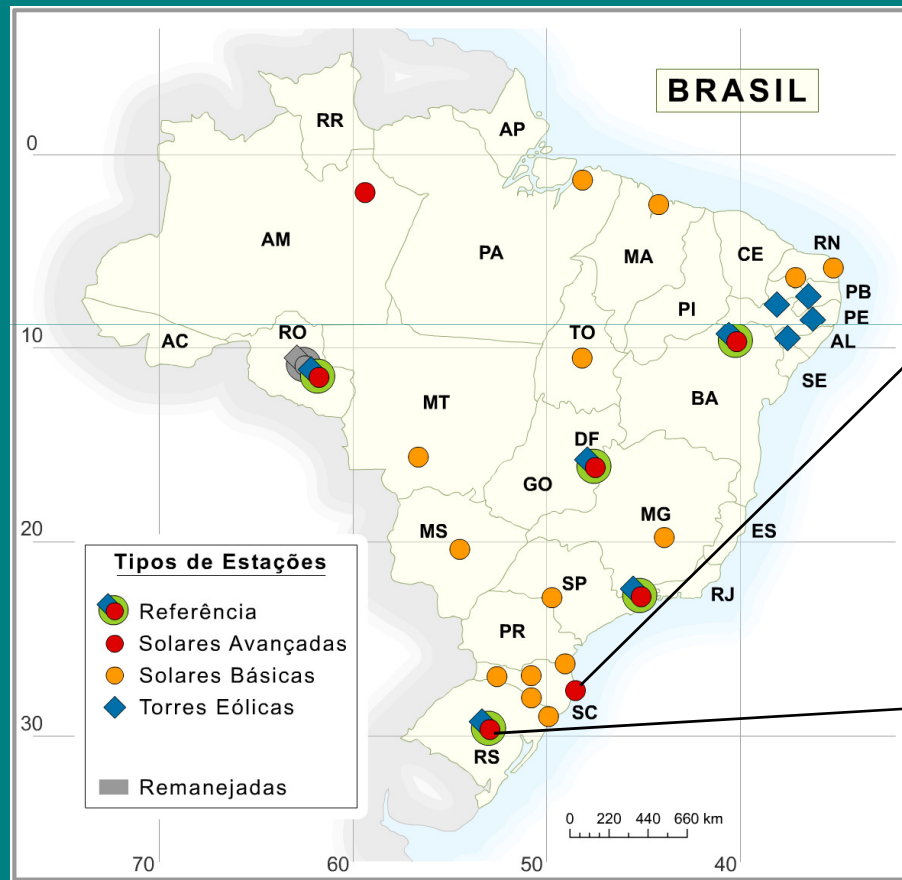 BRASIL
RR
AP
0
AM
PA
MA
CE
RN
PI
PB
PE
10
AC
RO
TO
AL
SE
BA
MT
DF
GO
MG
20
MS
ES
SP
RJ
PR
SC
30
RS
Tipos de Estações
Referência
Solares Avançadas
Solares Básicas
Torres Eólicas
Remanejadas
0 220 440 660 km
70 60 50 40